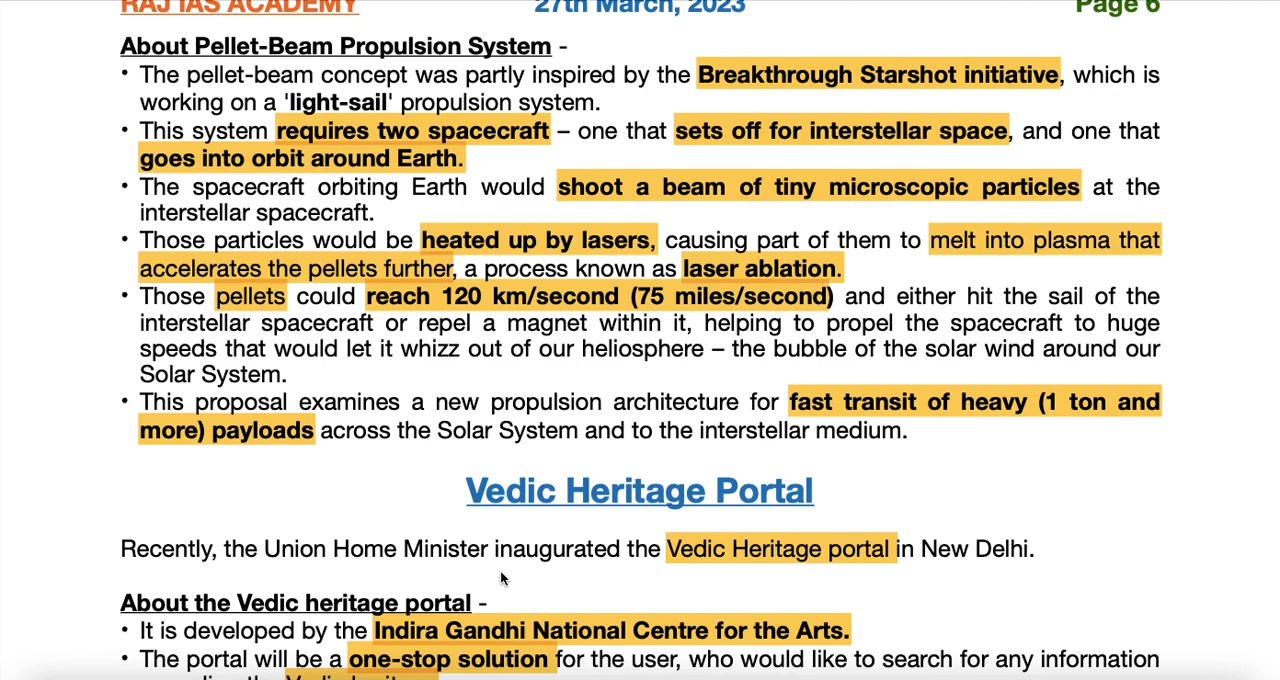 RAJ IAS ACADEMY 27th March, 2023 Page 6
About Pellet-Beam Propulsion System -
• The pellet-beam concept was partly inspired by the Breakthrough Starshot initiative, which is
working on a 'light-sail' propulsion system.
• This system requires two spacecraft – one that sets off for interstellar space, and one that
goes into orbit around Earth.
• The spacecraft orbiting Earth would shoot a beam of tiny microscopic particles at the
interstellar spacecraft.
• Those particles would be heated up by lasers, causing part of them to melt into plasma that
accelerates the pellets further, a process known as laser ablation.
• Those pellets could reach 120 km/second (75 miles/second) and either hit the sail of the
interstellar spacecraft or repel a magnet within it, helping to propel the spacecraft to huge
speeds that would let it whizz out of our heliosphere – the bubble of the solar wind around our
Solar System.
• This proposal examines a new propulsion architecture for fast transit of heavy (1 ton and
more) payloads across the Solar System and to the interstellar medium.
Vedic Heritage Portal
Recently, the Union Home Minister inaugurated the Vedic Heritage portal in New Delhi.
About the Vedic heritage portal -
• It is developed by the Indira Gandhi National Centre for the Arts.
• The portal will be a one-stop solution for the user, who would like to search for any information